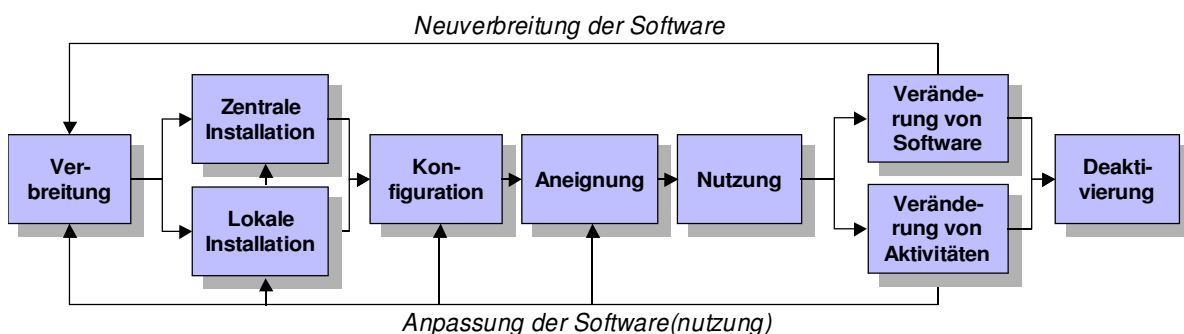 Neuverbreitung der Software
Ver-
breitung
Zentrale
Installation
Lokale
Installation
Kon-
figuration
Aneignung
Nutzung
Verände-
rung von
Software
Verände-
rung von
Aktivitäten
Deakti-
vierung
Anpassung der Software(nutzung)